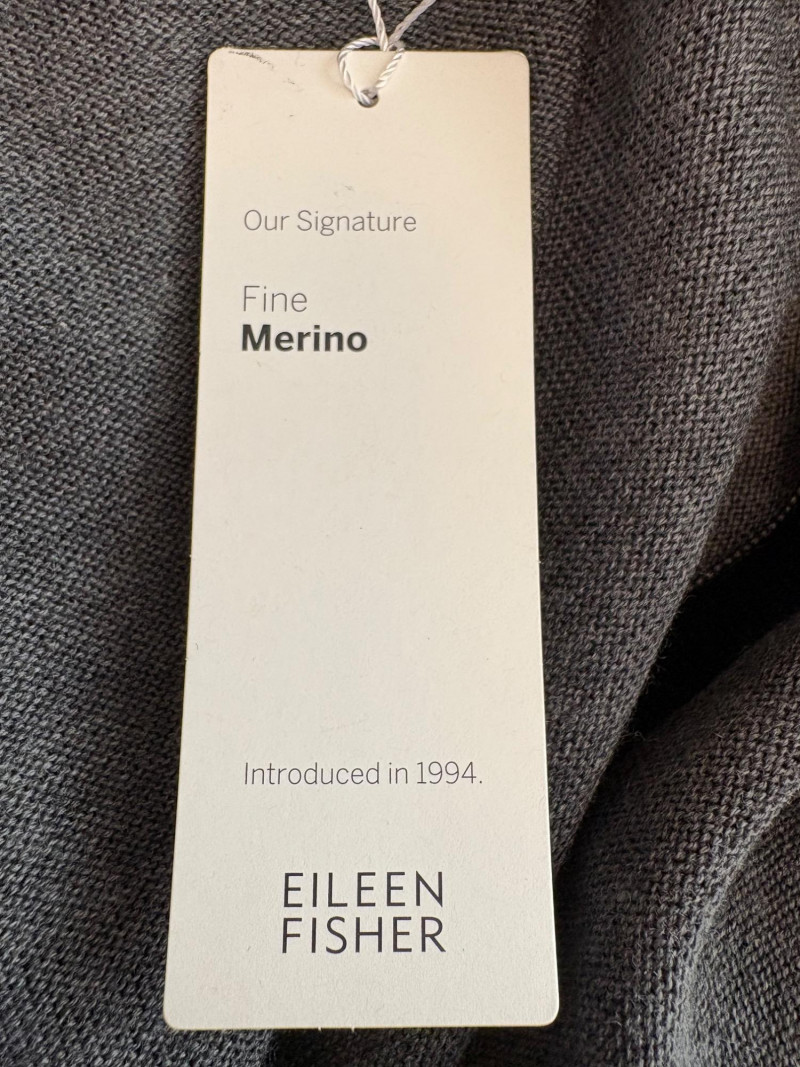 Our Signature
Fine
Merino
Introduced in 1994.
EILEEN
FISHER